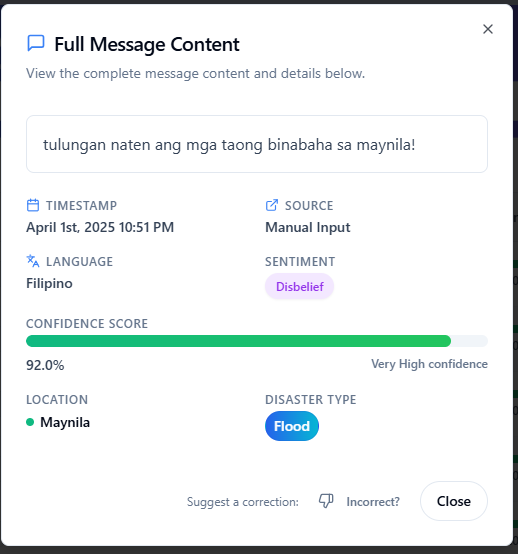 Full Message Content
View the complete message content and details below.
tulungan naten ang mga taong binabaha sa maynila!
TIMESTAMP
SOURCE
April 1st, 2025 10:51 PM
Manual Input
LANGUAGE
SENTIMENT
Filipino
Disbelief
CONFIDENCE SCORE
92.0%
Very High confidence
LOCATION
DISASTER TYPE
Maynila
Flood
Suggest a correction:
Incorrect?
Close